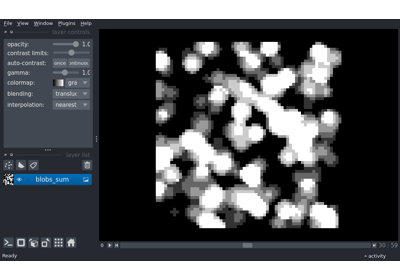 File View Window Plugins Help
layer controls
opacity: 1.0
contrast limits:
auto-contrast: once
gamma: 1.0
colormap: gra
blending: transluc
interpolation: nearest
layer list
blobs_sum
0 30 59
Ready activity